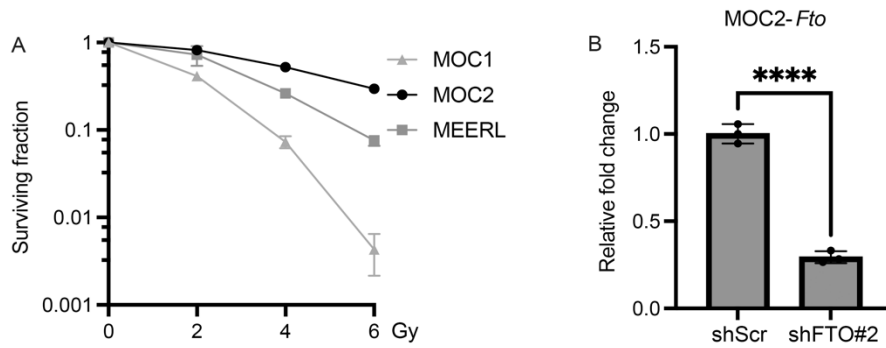 A
Surviving fraction
1
0.1
0.01
0.001
0 2 4 6 Gy
MOC1
MOC2
MEERL
B
MOC2-Fto
Relative fold change
1.5
1.0
0.5
0.0
****
shScr shFTO#2